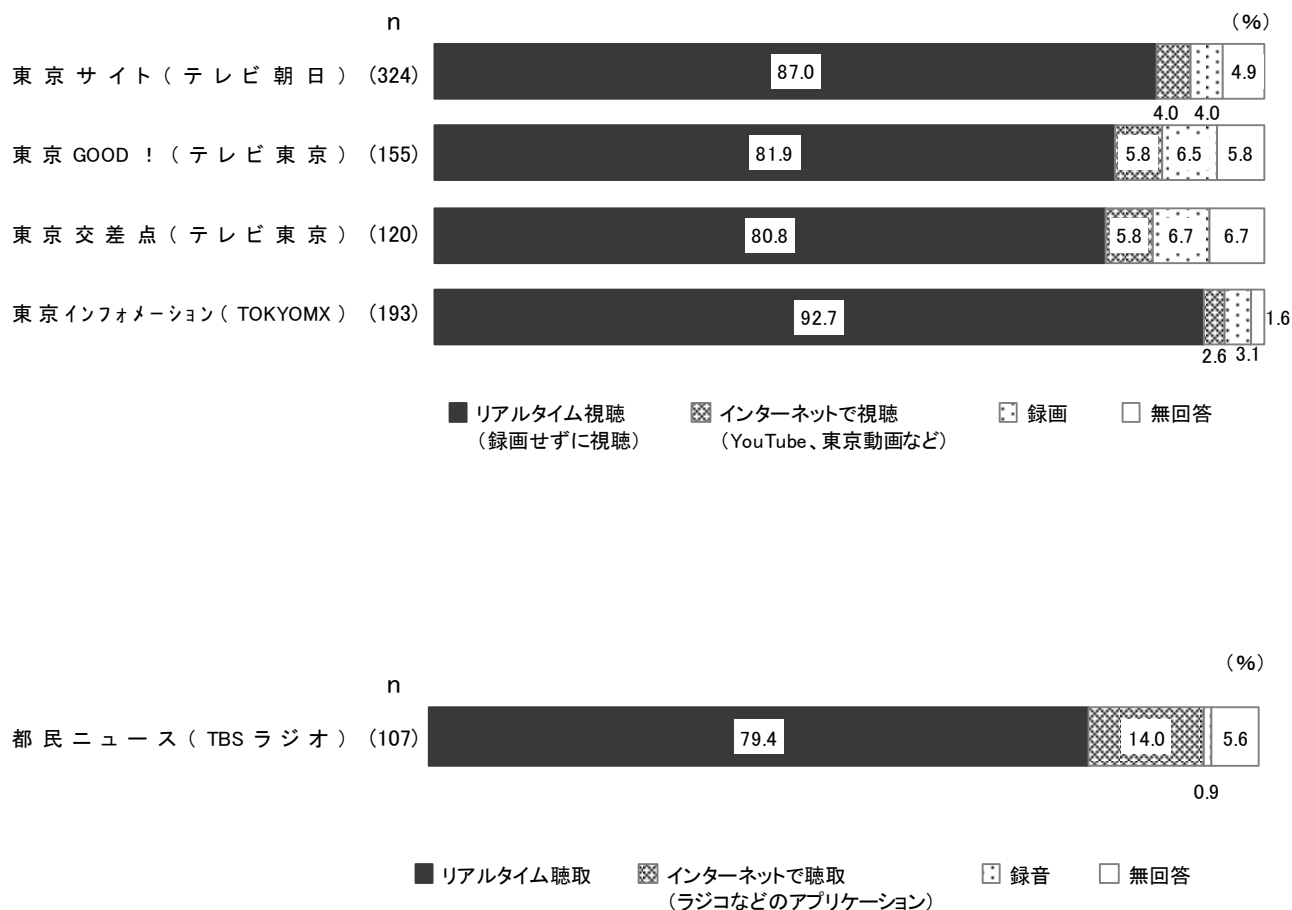 n
（%）
東京サイト（テレビ朝日）（324）
87.0
4.9
4.0 4.0
東京GOOD！（テレビ東京）（155）
81.9 5.8 6.5 5.8
東京交差点（テレビ東京）（120）
80.8 5.8 6.7 6.7
東京インフォメーション（TOKYOMX）（193）
92.7 1.6
2.6 3.1
リアルタイム視聴 インターネットで視聴 録画 無回答
（録画せずに視聴） （YouTube、東京動画など）
（%）
n
都民ニュース（TBSラジオ）（107）
79.4 14.0 5.6
0.9
リアルタイム聴取 インターネットで聴取 録音 無回答
（ラジコなどのアプリケーション）